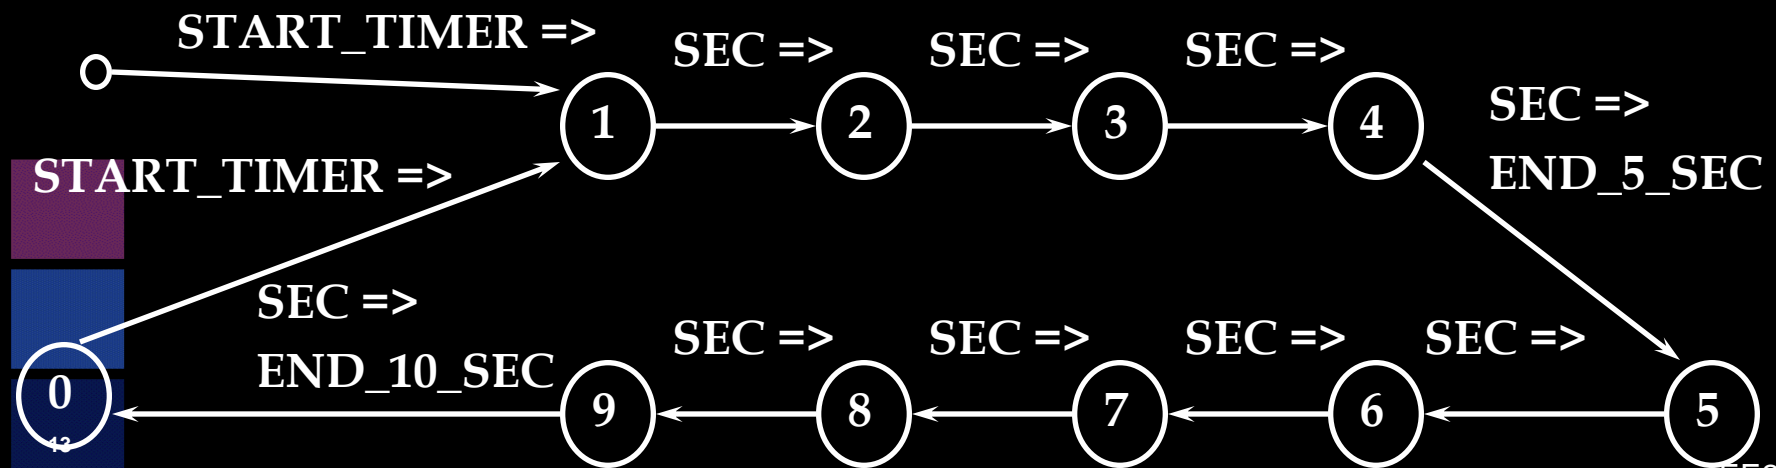 START_TIMER =>
SEC =>
SEC =>
SEC =>
1
2
3
4
SEC =>
END_5_SEC
START_TIMER =>
SEC =>
END_10_SEC
SEC =>
SEC =>
SEC =>
SEC =>
0
9
8
7
6
5
13